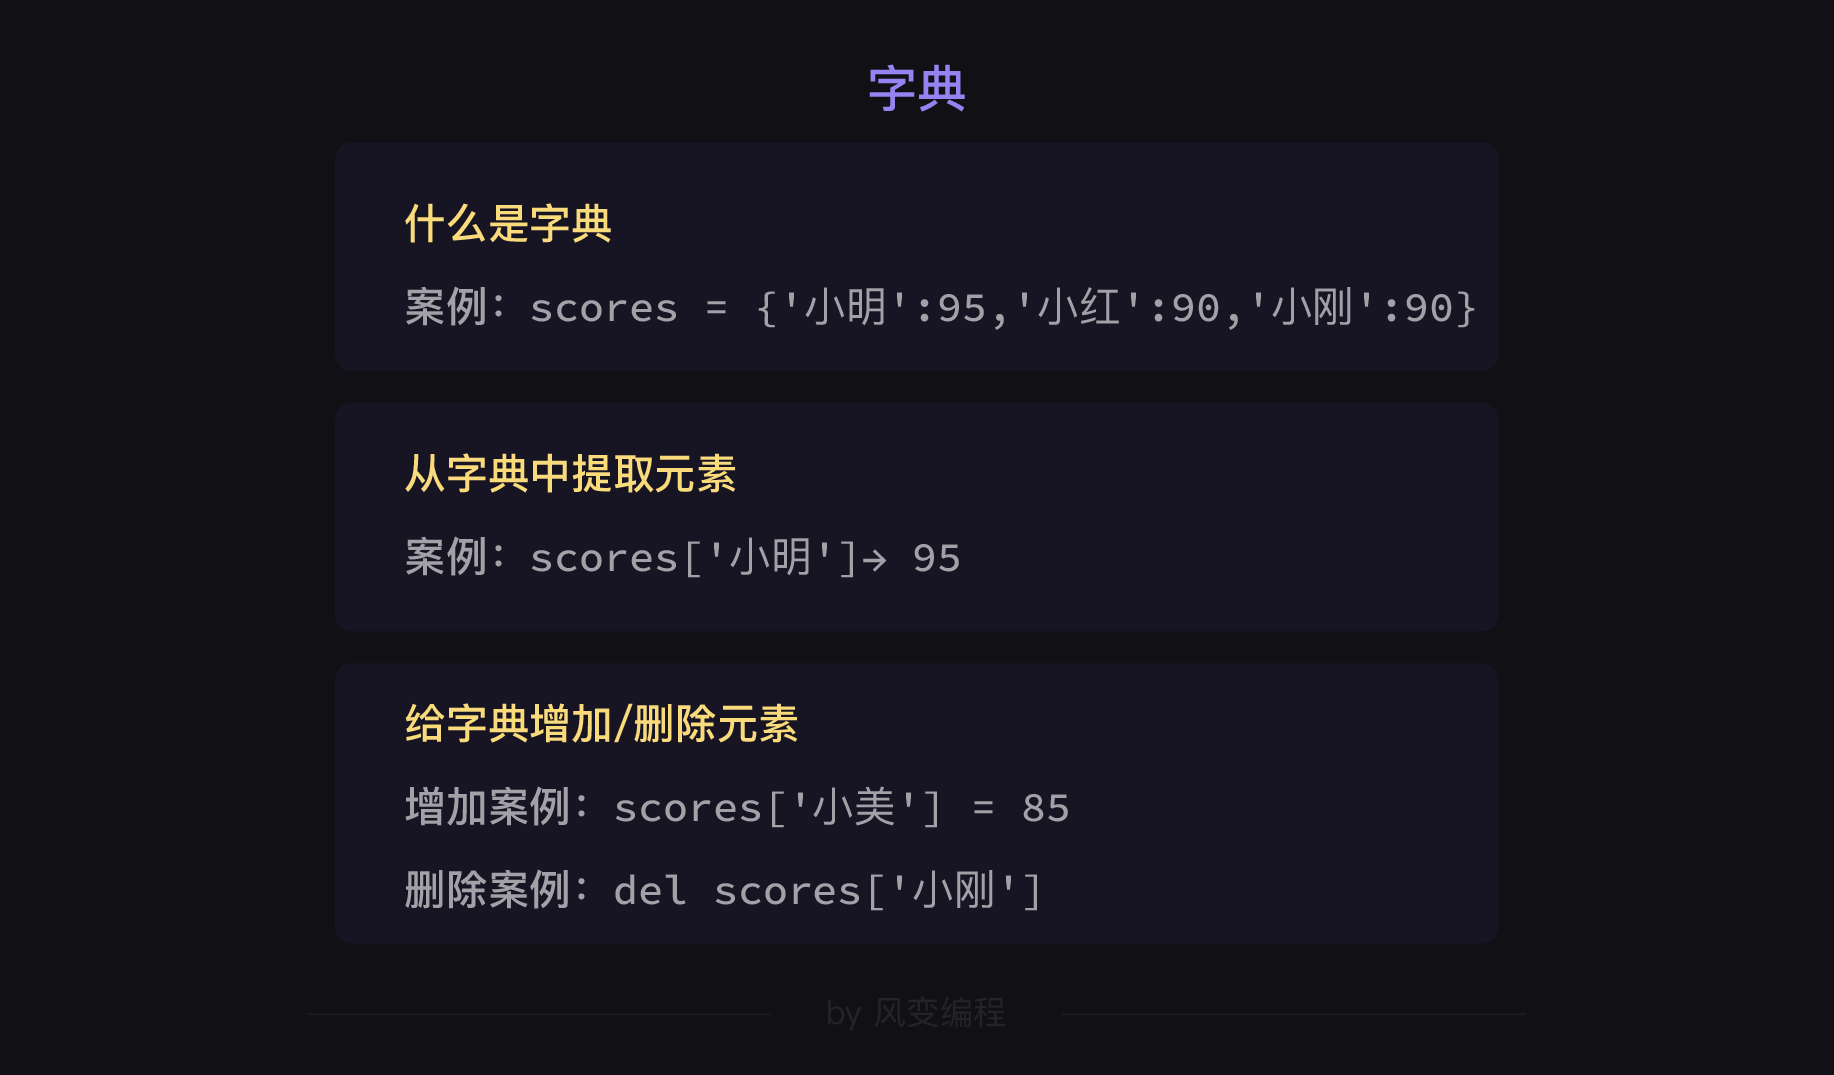 字典
什么是字典
案例：scores = {'小明':95,'小红':90,'小刚':90}
从字典中提取元素
案例：scores['小明']→ 95
给字典增加/删除元素
增加案例：scores['小美'] = 85
删除案例：del scores['小刚']
by 风变编程